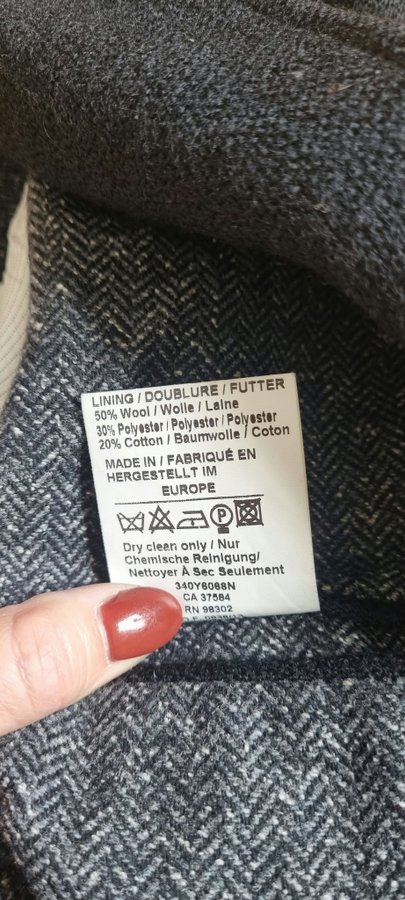 LINING / DOUBLURE / FUTTER
50% Wool / Wolle / Laine
30% Polyester / Polyester / Polyester
20% Cotton / Baumwolle / Coton
MADE IN / FABRIQUÉ EN
HERGESTELLT IM
EUROPE
P
Dry clean only / Nur
Chemische Reinigung/
Nettoyer À Sec Seulement
340Y6068N
CA 37584
RN 98302